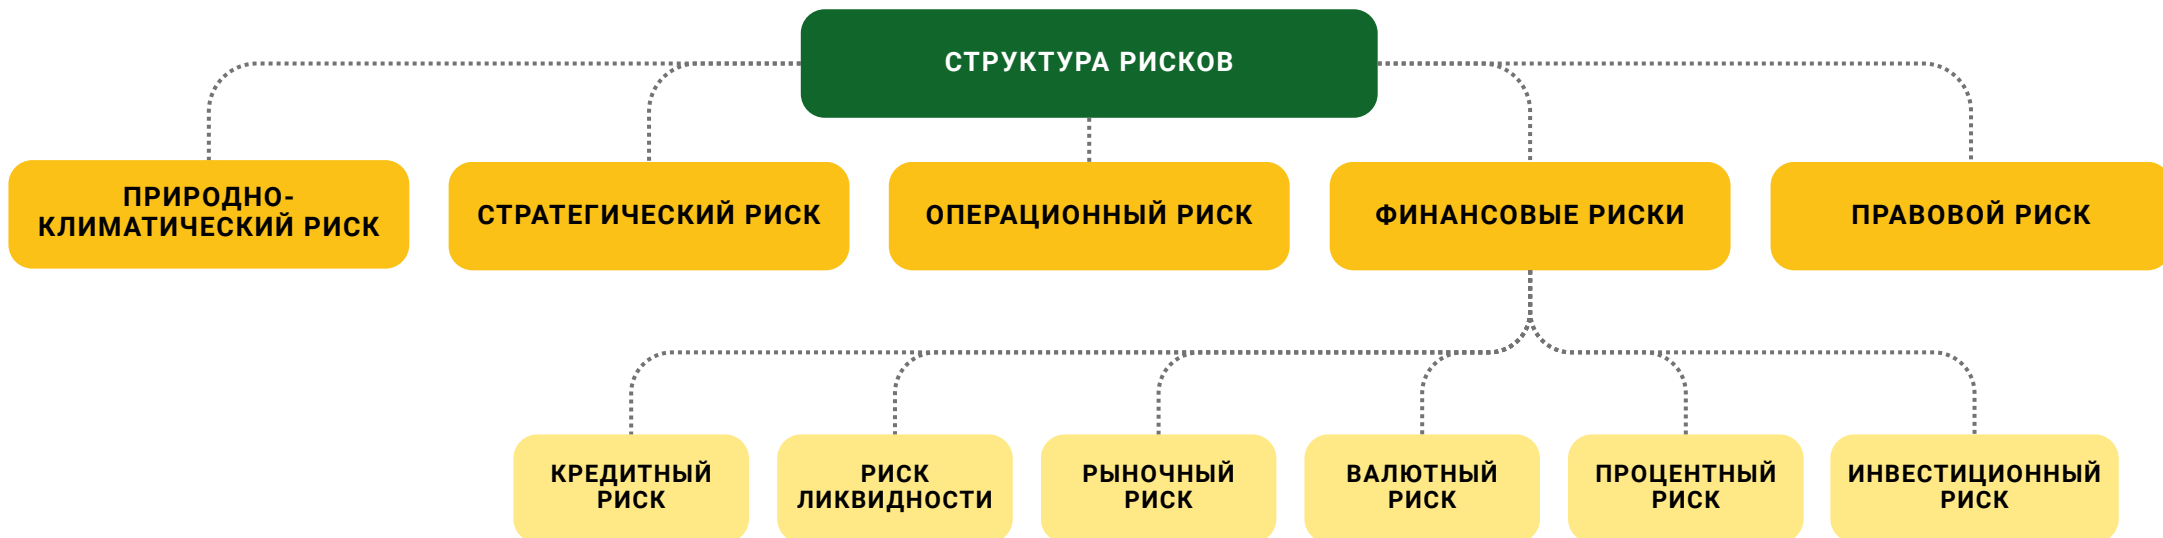 СТРУКТУРА РИСКОВ
ПРИРОДНО-
КЛИМАТИЧЕСКИЙ РИСК
СТРАТЕГИЧЕСКИЙ РИСК
ОПЕРАЦИОННЫЙ РИСК
ФИНАНСОВЫЕ РИСКИ
ПРАВОВОЙ РИСК
КРЕДИТНЫЙ
РИСК
РИСК
ЛИКВИДНОСТИ
РЫНОЧНЫЙ
РИСК
ВАЛЮТНЫЙ
РИСК
ПРОЦЕНТНЫЙ
РИСК
ИНВЕСТИЦИОННЫЙ
РИСК